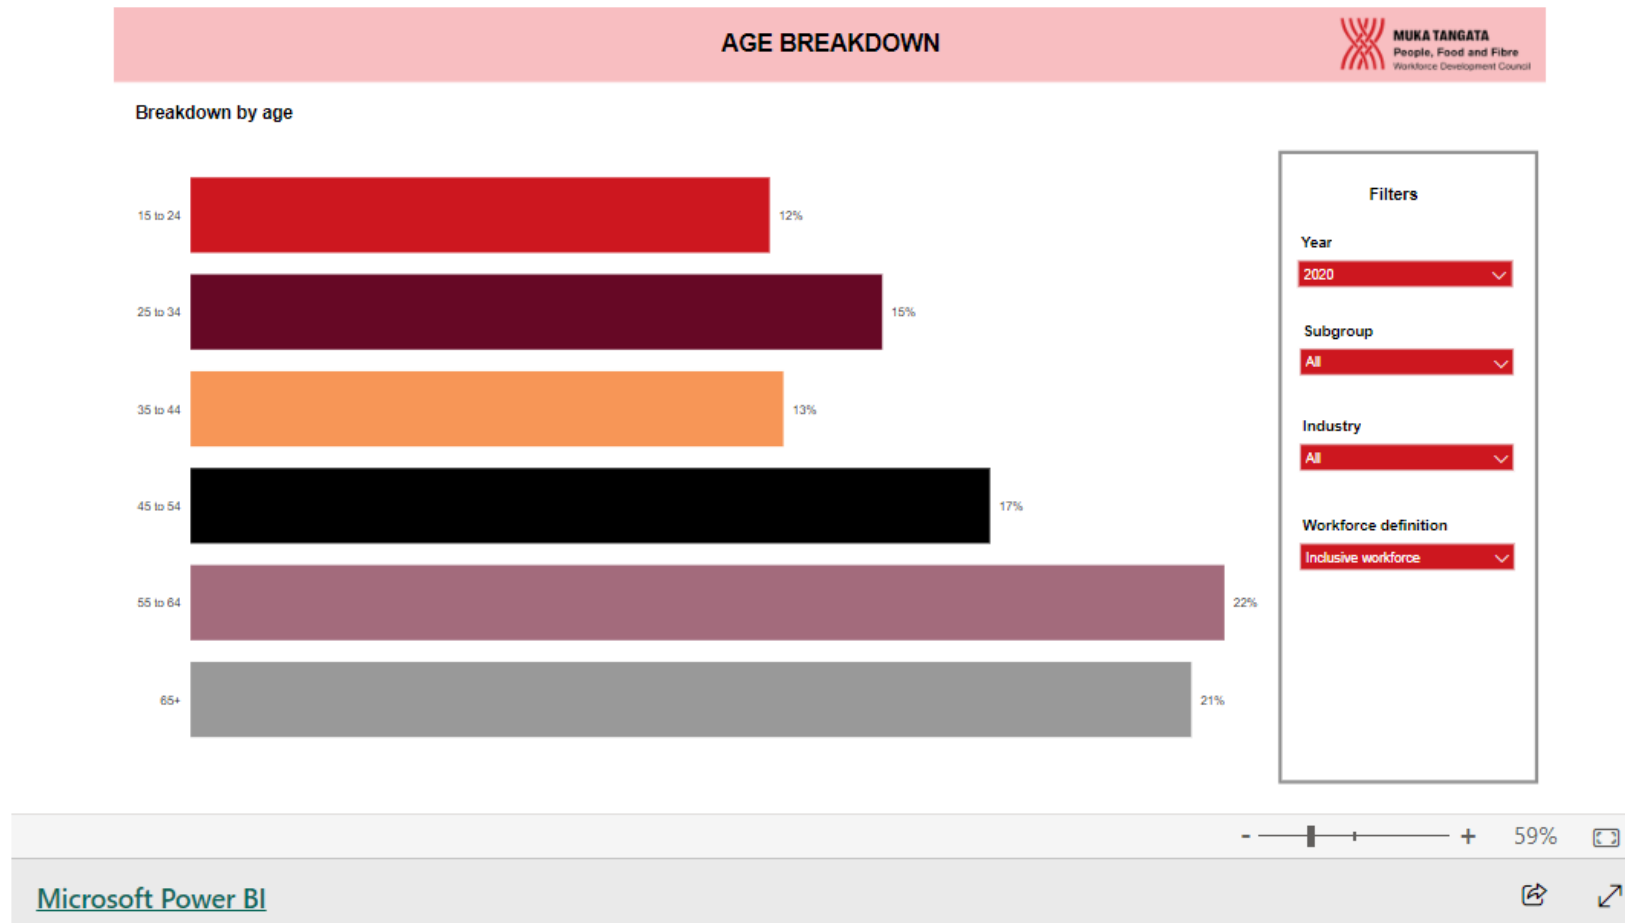 AGE BREAKDOWN
MUKA TANGATA
People, Food and Fibre
Workforce Development Council
Breakdown by age
15 to 24
12%
25 to 34
15%
35 to 44
13%
45 to 54
17%
55 to 64
22%
65+
21%
Filters
Year
2020
Subgroup
All
Industry
All
Workforce definition
Inclusive workforce
- + 59%
Microsoft Power BI